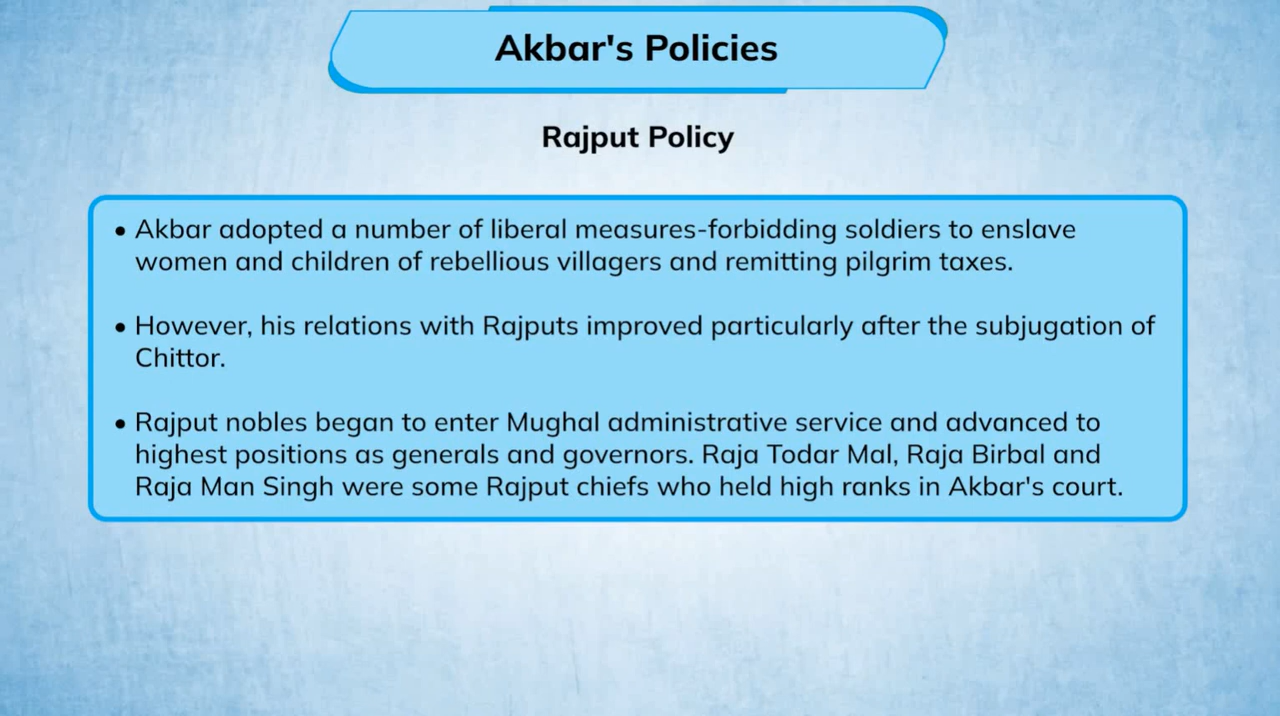 Akbar's Policies
Rajput Policy
• Akbar adopted a number of liberal measures-forbidding soldiers to enslave
women and children of rebellious villagers and remitting pilgrim taxes.
• However, his relations with Rajputs improved particularly after the subjugation of
Chittor.
• Rajput nobles began to enter Mughal administrative service and advanced to
highest positions as generals and governors. Raja Todar Mal, Raja Birbal and
Raja Man Singh were some Rajput chiefs who held high ranks in Akbar's court.